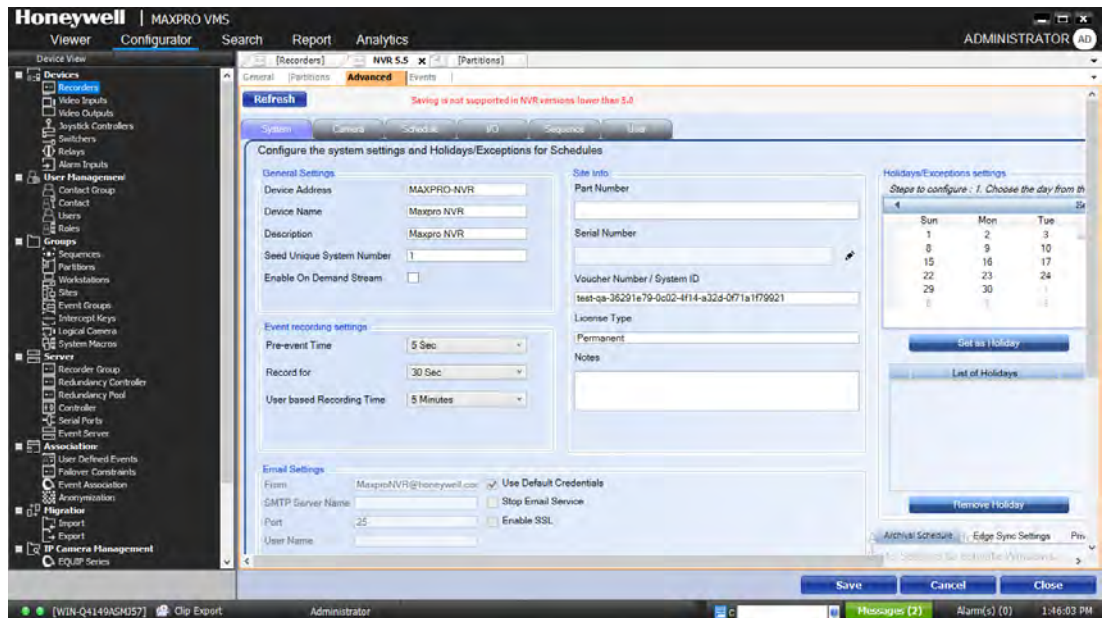 Honeywell | MAXPRO VMS
Viewer Configurator Search Report Analytics ADMINISTRATOR AD
Device View
Devices
Recorders
Video Inputs
Video Outputs
Joystick Controllers
Switchers
Relays
Alarm Inputs
User Management
Contact Group
Contact
Users
Roles
Groups
Sequences
Partitions
Workstations
Sites
Event Groups
Intercept Keys
Logical Camera
System Macros
Server
Recorder Group
Redundancy Controller
Redundancy Pool
Controller
Serial Ports
Event Server
Association
User Defined Events
Failover Constraints
Event Association
Anonymization
Migration
Import
Export
IP Camera Management
EQUIP Series
[Recorders] NVR 5.5 x [Partitions]
General Partitions Advanced Events
Refresh Saving is not supported in NVR versions lower than 5.0
System Camera Schedule I/O Sequence User
Configure the system settings and Holidays/Exceptions for Schedules
General Settings
Device Address MAXPRO-NVR
Device Name Maxpro NVR
Description Maxpro NVR
Seed Unique System Number 1
Enable On Demand Stream
Event recording settings
Pre-event Time 5 Sec
Record for 30 Sec
User based Recording Time 5 Minutes
Site Info
Part Number
Serial Number
Voucher Number / System ID
test-qa-36291e79-0c02-4f14-a32d-0f71a1f79921
License Type
Permanent
Notes
Holidays/Exceptions settings
Steps to configure : 1. Choose the day from th
Se
Sun Mon Tue
1 2 3
8 9 10
15 16 17
22 23 24
29 30 1
6 7 8
Set as Holiday
List of Holidays
Remove Holiday
Email Settings
From MaxproNVR@honeywell.coc Use Default Credentials
SMTP Server Name Stop Email Service
Port 25 Enable SSL
User Name
Archival Schedule Edge Sync Settings Priv
Save Cancel Close
[WIN-Q4149ASMJ57] Clip Export Administrator C Messages (2) Alarm(s) (0) 1:46:03 PM